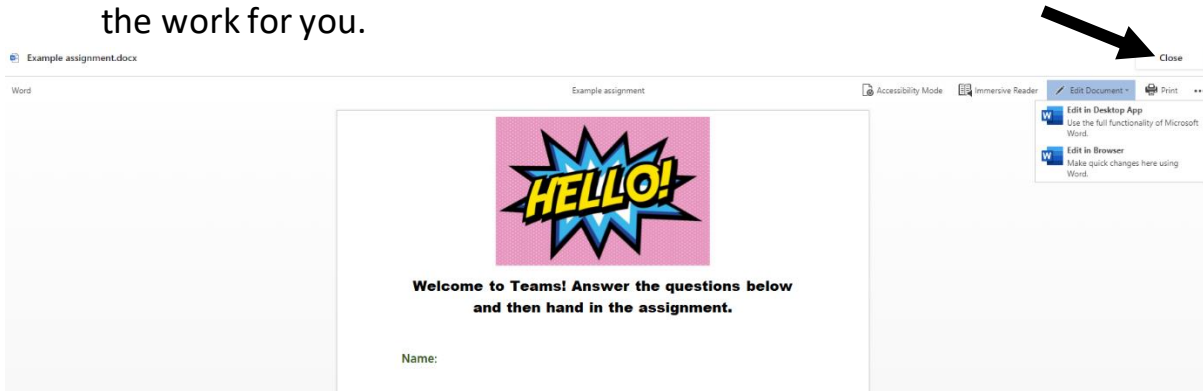 the work for you.
Example assignment.docx
Close
Word
Example assignment
Accessibility Mode
Immersive Reader
Edit Document
Print
...
Edit in Desktop App
Use the full functionality of Microsoft
Word.
Edit in Browser
Make quick changes here using
Word.
HELLO!
Welcome to Teams! Answer the questions below
and then hand in the assignment.
Name: